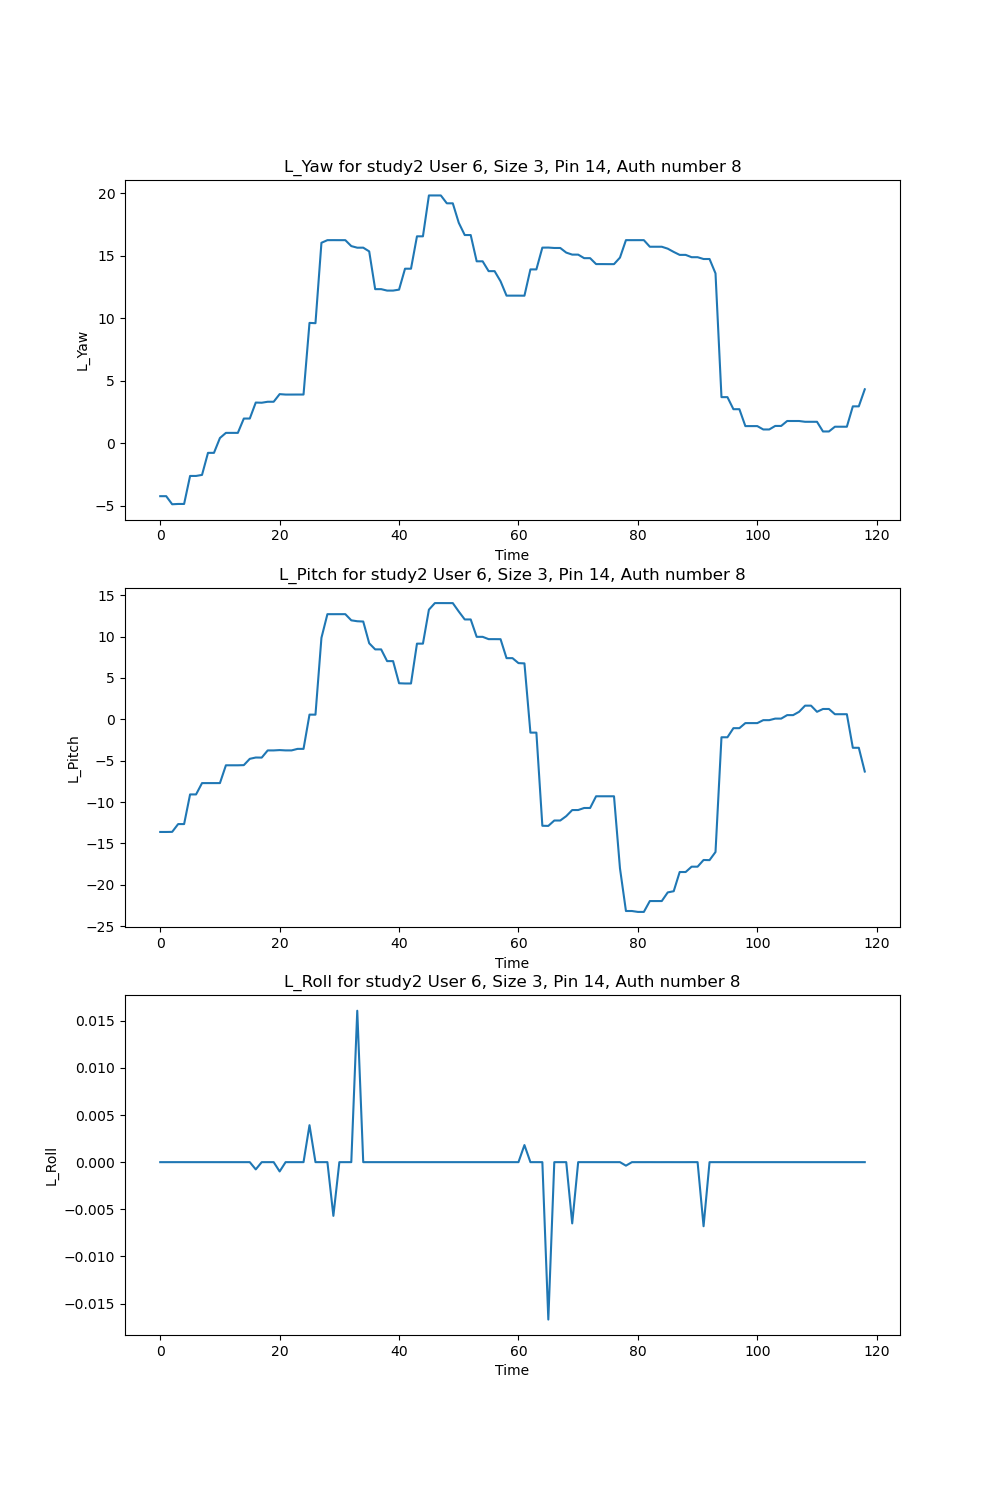 L_Yaw for study2 User 6, Size 3, Pin 14, Auth number 8
20
15
10
5
0
−5
L_Yaw
0 20 40 60 80 100 120
Time
L_Pitch for study2 User 6, Size 3, Pin 14, Auth number 8
15
10
5
0
−5
−10
−15
−20
−25
L_Pitch
0 20 40 60 80 100 120
Time
L_Roll for study2 User 6, Size 3, Pin 14, Auth number 8
0.015
0.010
0.005
0.000
−0.005
−0.010
−0.015
L_Roll
0 20 40 60 80 100 120
Time